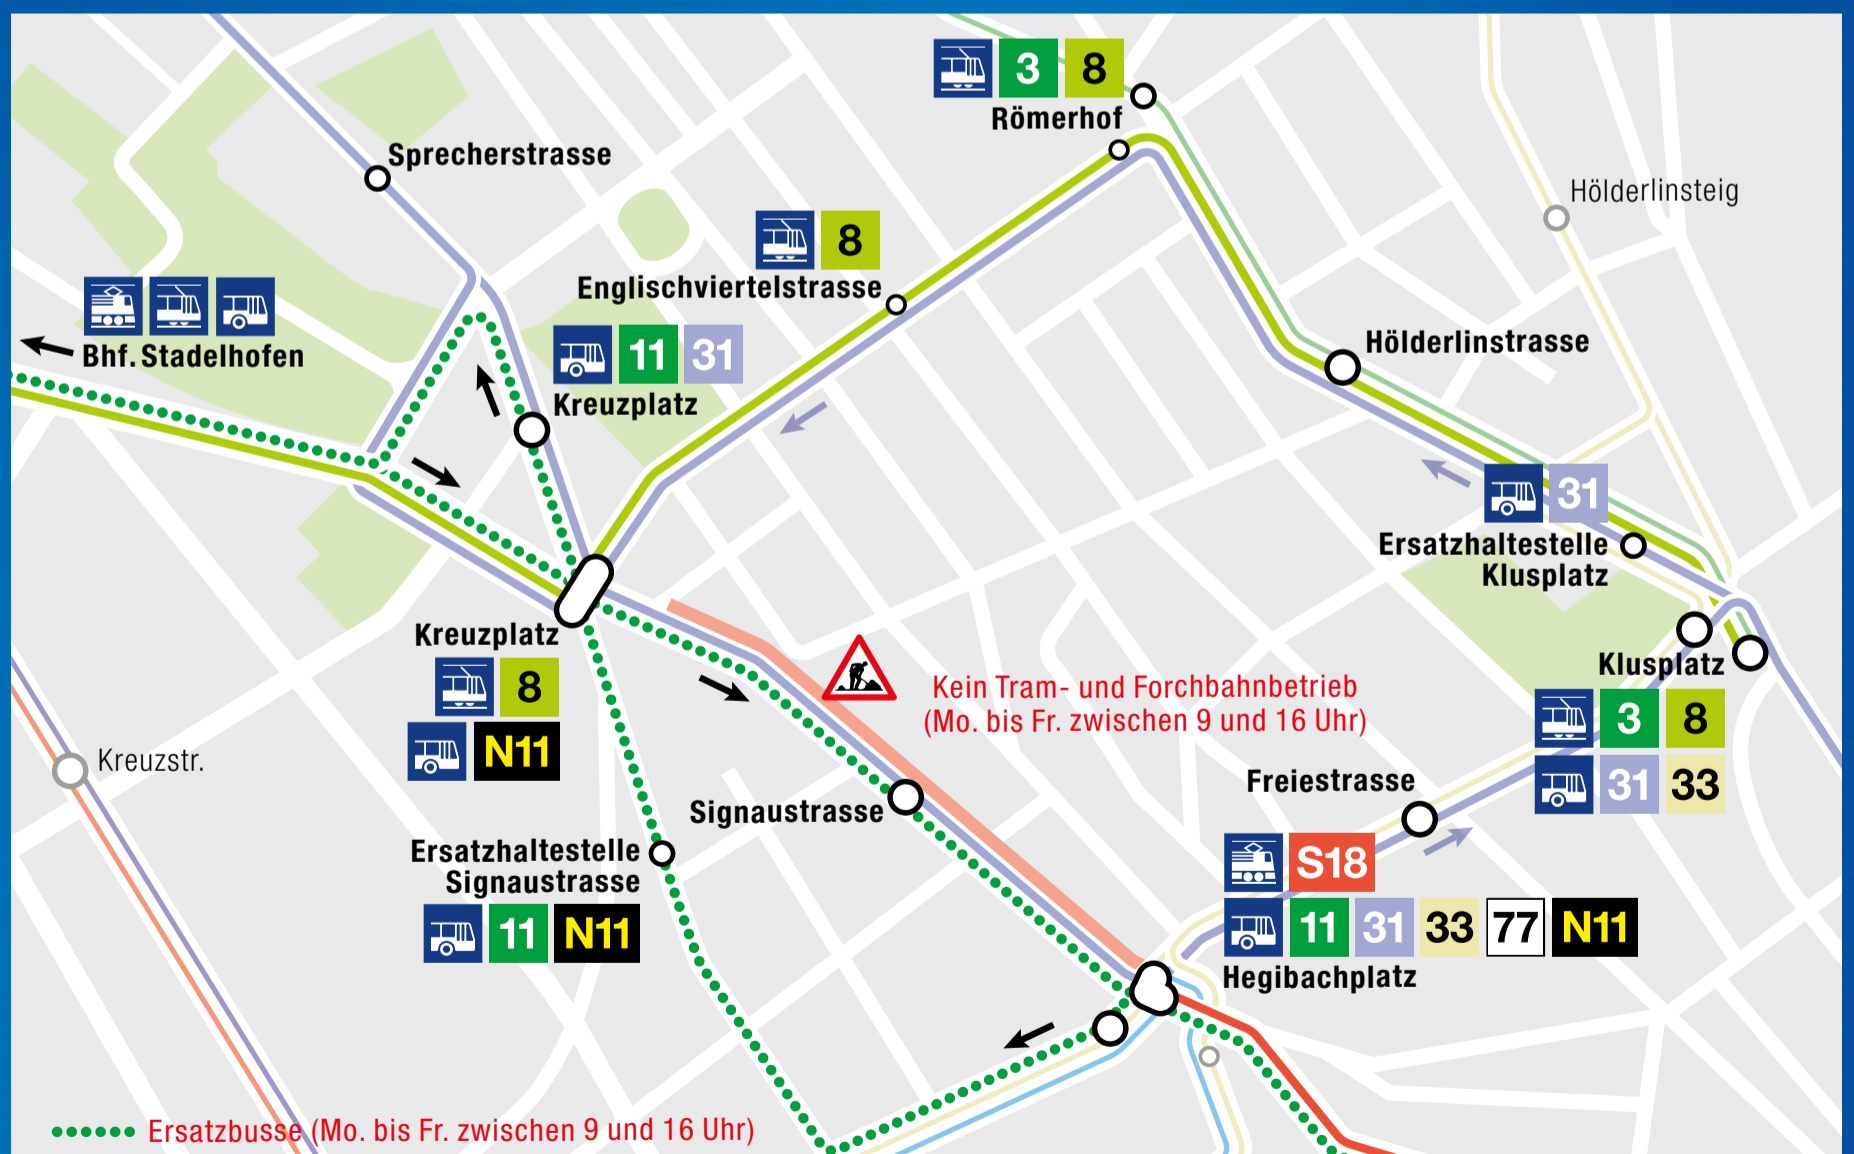 3 8
Römerhof
Sprecherstrasse
Hölderlinsteig
8
Englischviertelstrasse
Bhf. Stadelhofen
11 31
Kreuzplatz
Hölderlinstrasse
31
Ersatzhaltestelle
Klusplatz
Kreuzplatz
8
N11
Klusplatz
3 8
31 33
Kein Tram- und Forchbahnbetrieb
(Mo. bis Fr. zwischen 9 und 16 Uhr)
Kreuzstr.
Freiestrasse
Signaustrasse
Ersatzhaltestelle
Signaustrasse
11 N11
S18
11 31 33 77 N11
Hegibachplatz
Ersatzbusse (Mo. bis Fr. zwischen 9 und 16 Uhr)